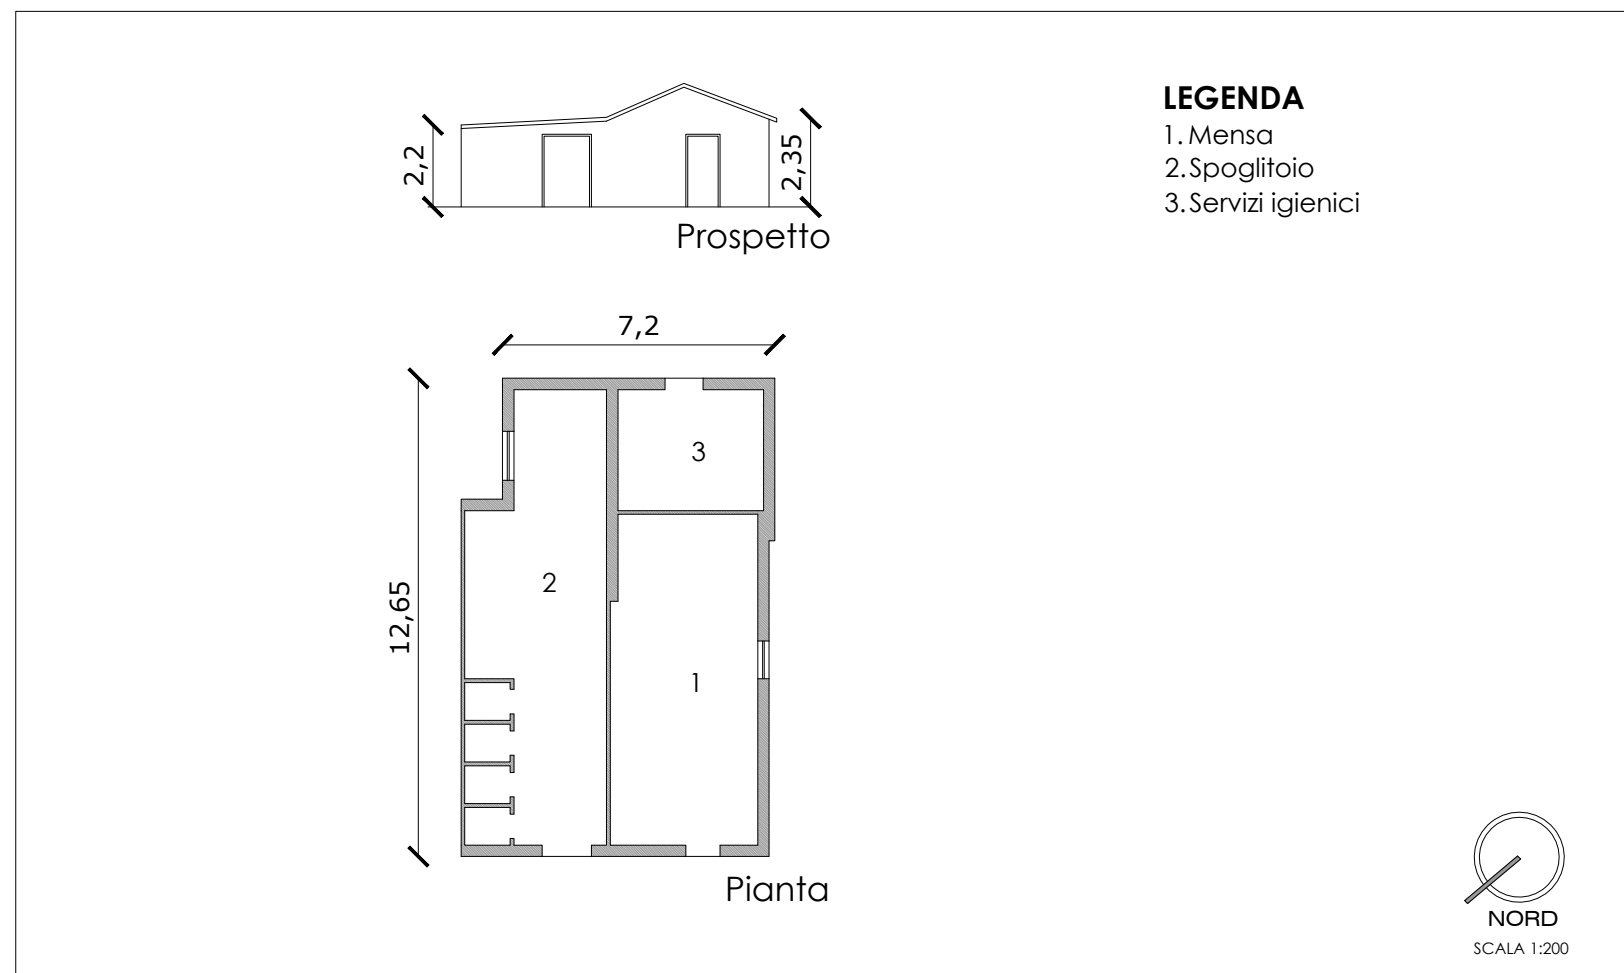 LEGENDA
1. Mensa
2. Spoglitoio
3. Servizi igienici
2,2
2,35
Prospetto
7,2
12,65
3
2
1
Pianta
NORD
SCALA 1:200